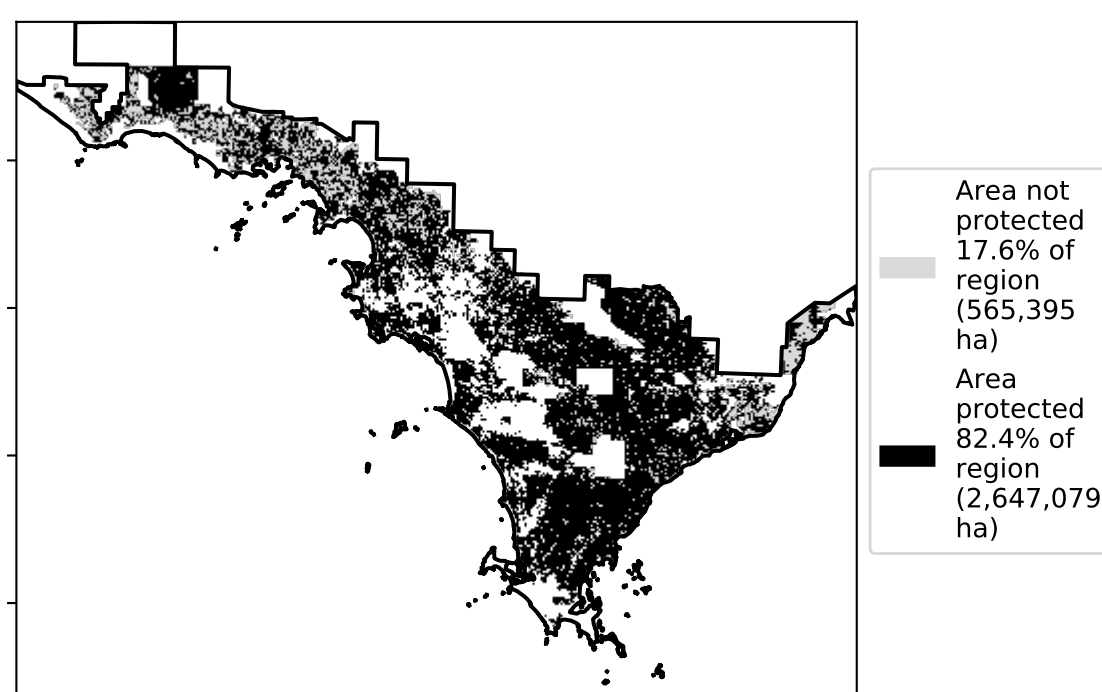 Area not
protected
17.6% of
region
(565,395
ha)
Area
protected
82.4% of
region
(2,647,079
ha)